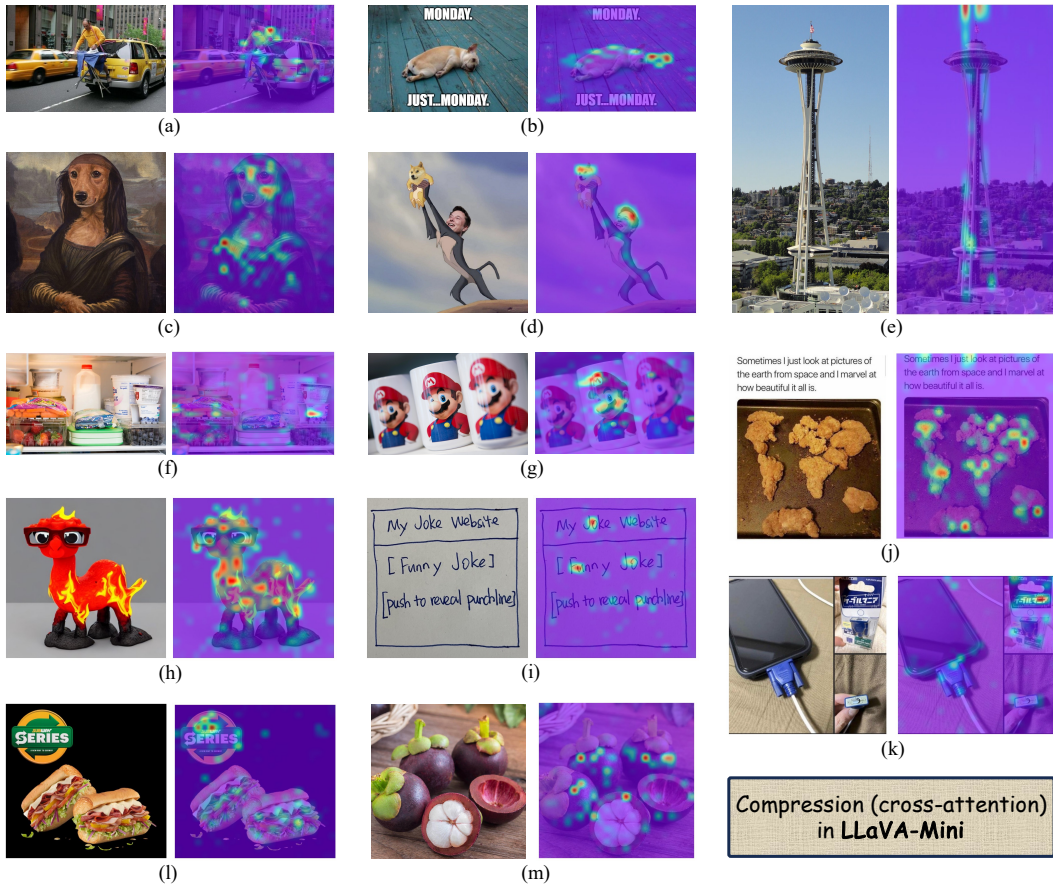 MONDAY.
JUST...MONDAY.
MONDAY.
JUST...MONDAY.
(a)
(b)
(c)
(d)
(e)
Sometimes I just look at pictures of
the earth from space and I marvel at
how beautiful it all is.
Sometimes I just look at pictures of
the earth from space and I marvel at
how beautiful it all is.
(f)
(g)
(j)
My Joke Website
[Funny Joke]
[push to reveal punchline]
My Joke Website
[Funny Joke]
[push to reveal punchline]
(h)
(i)
(k)
SUBWAY
SERIES
SERIES
(l)
(m)
Compression (cross-attention)
in LLaVA-Mini